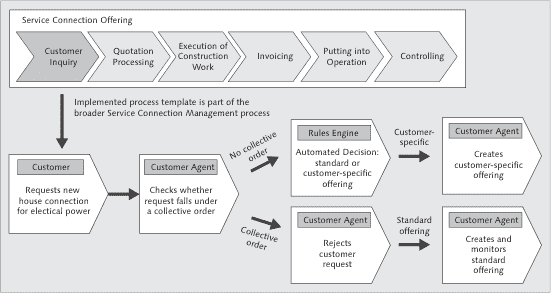 Service Connection Offering
Customer
Inquiry
Quotation
Processing
Execution of
Construction
Work
Invoicing
Putting into
Operation
Controlling
Implemented process template is part of the
broader Service Connection Management process
Customer
Requests new
house connection
for electical power
Customer Agent
Checks whether
request falls under
a collective order
No collective
order
Rules Engine
Automated Decision:
standard or
customer-specific
offering
Customer-
specific
Customer Agent
Creates
customer-specific
offering
Collective
order
Customer Agent
Rejects
customer
request
Standard
offering
Customer Agent
Creates and
monitors
standard
offering